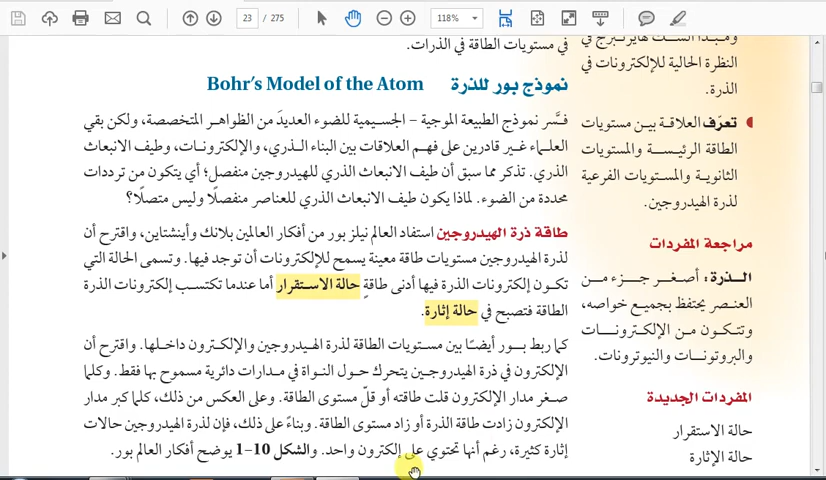 23 / 275
118%
في مستويات الطاقة في الذرات.
نموذج بور للذرة Bohr's Model of the Atom
فسَّر نموذج الطبيعة الموجية – الجسيمية للضوء العديدَ من الظواهر المتخصصة، ولكن بقي
العلماء غير قادرين على فهم العلاقات بين البناء الذري، والإلكترونات، وطيف الانبعاث
الذري. تذكر مما سبق أن طيف الانبعاث الذري للهيدروجين منفصل؛ أي يتكون من ترددات
محددة من الضوء. لماذا يكون طيف الانبعاث الذري للعناصر منفصلًا وليس متصلًا؟
طاقة ذرة الهيدروجين استفاد العالم نيلز بور من أفكار العالمين بلانك وأينشتاين، واقترح أن
لذرة الهيدروجين مستويات طاقة معينة يسمح للإلكترونات أن توجد فيها. وتسمى الحالة التي
تكون إلكترونات الذرة فيها أدنى طاقةٍ حالة الاستقرار أما عندما تكتسب إلكترونات الذرة
الطاقة فتصبح في حالة إثارة.
كما ربط بور أيضًا بين مستويات الطاقة لذرة الهيدروجين والإلكترون داخلها. واقترح أن
الإلكترون في ذرة الهيدروجين يتحرك حول النواة في مدارات دائرية مسموح بها فقط. وكلما
صغر مدار الإلكترون قلت طاقته أو قلّ مستوى الطاقة. وعلى العكس من ذلك، كلما كبر مدار
الإلكترون زادت طاقة الذرة أو زاد مستوى الطاقة. وبناءً على ذلك، فإن لذرة الهيدروجين حالات
إثارة كثيرة، رغم أنها تحتوي على إلكترون واحد. والشكل 10–1 يوضح أفكار العالم بور.
ومبدأ الشك هايزنبرج في
النظرة الحالية للإلكترونات في
الذرة.
تعرّف العلاقة بين مستويات
الطاقة الرئيسة والمستويات
الثانوية والمستويات الفرعية
لذرة الهيدروجين.
مراجعة المفردات
الذرة: أصغر جزء من
العنصر يحتفظ بجميع خواصه،
وتتكون من الإلكترونات
والبروتونات والنيوترونات.
المفردات الجديدة
حالة الاستقرار
حالة الإثارة